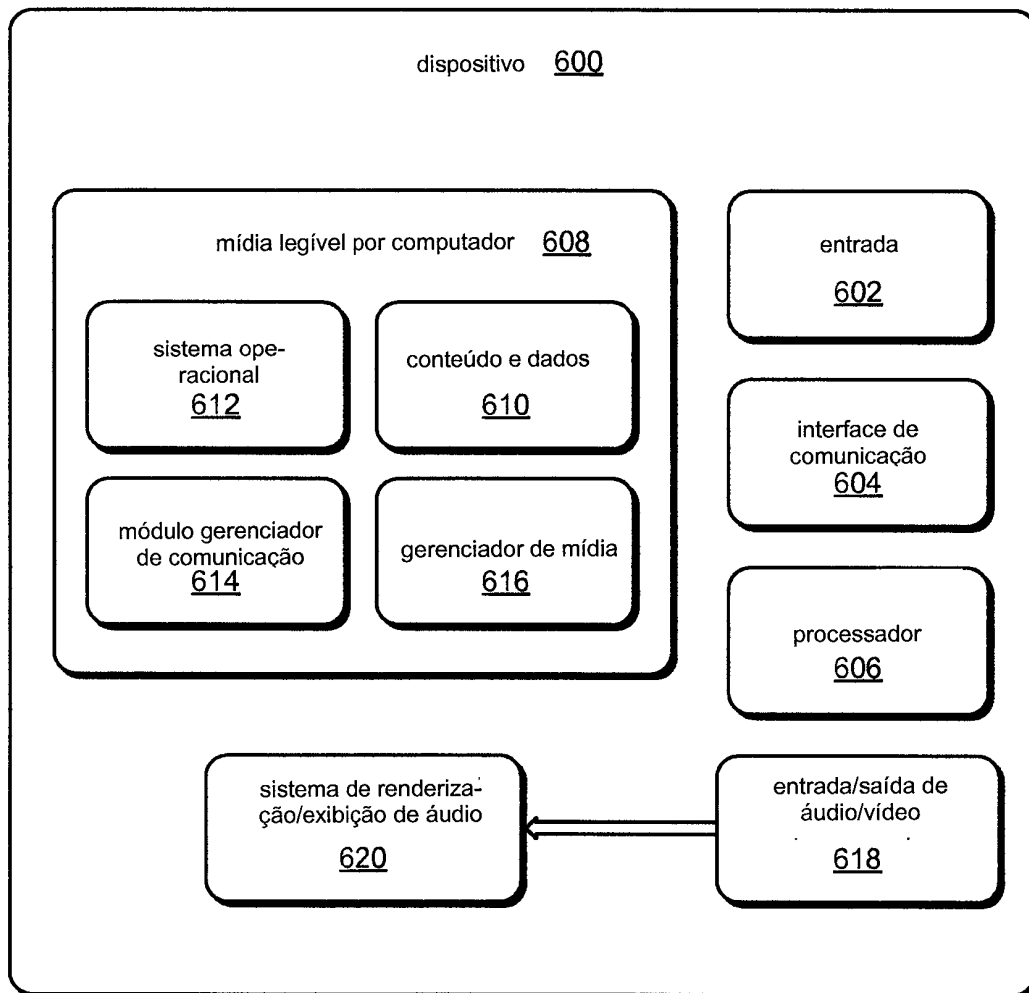 dispositivo 600
mídia legível por computador 608
sistema ope-
racional
612
conteúdo e dados
610
módulo gerenciador
de comunicação
614
gerenciador de mídia
616
entrada
602
interface de
comunicação
604
processador
606
sistema de renderiza-
ção/exibição de áudio
620
entrada/saída de
áudio/vídeo
618